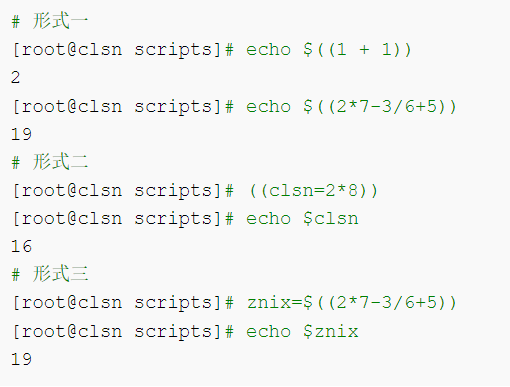 # 形式一
[root@clsn scripts]# echo $((1 + 1))
2
[root@clsn scripts]# echo $((2*7-3/6+5))
19
# 形式二
[root@clsn scripts]# ((clsn=2*8))
[root@clsn scripts]# echo $clsn
16
# 形式三
[root@clsn scripts]# znix=$((2*7-3/6+5))
[root@clsn scripts]# echo $znix
19